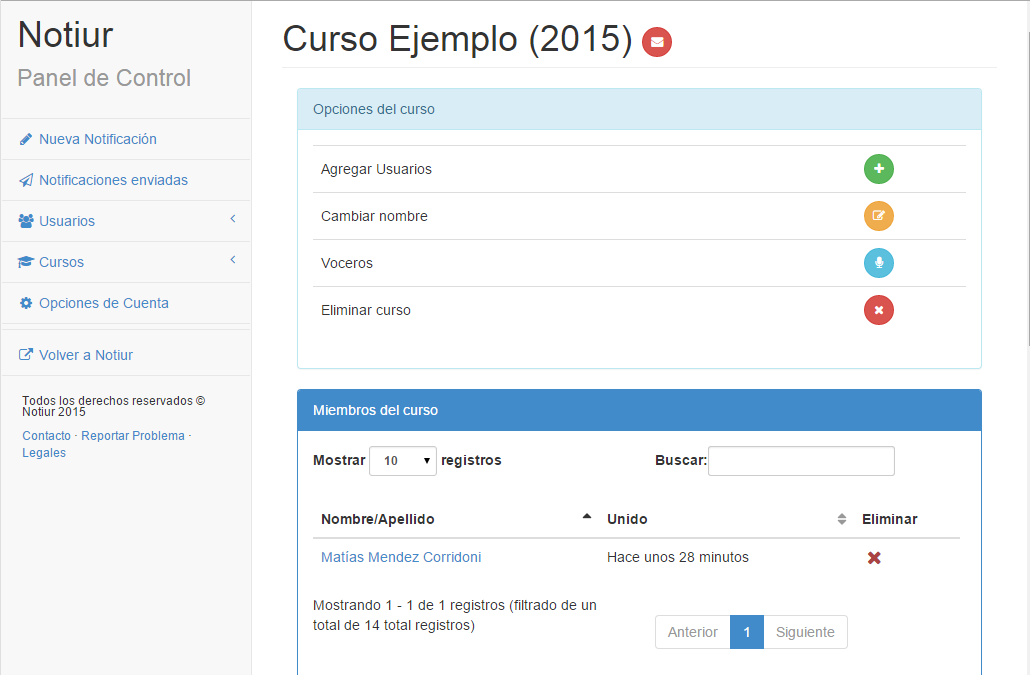 Notiur
Panel de Control
Nueva Notificación
Notificaciones enviadas
Usuarios
Cursos
Opciones de Cuenta
Volver a Notiur
Todos los derechos reservados ©
Notiur 2015
Contacto · Reportar Problema ·
Legales
Curso Ejemplo (2015)
Opciones del curso
Agregar Usuarios
Cambiar nombre
Voceros
Eliminar curso
Miembros del curso
Mostrar 10 registros Buscar:
Nombre/Apellido Unido Eliminar
Matías Mendez Corridoni Hace unos 28 minutos
Mostrando 1 - 1 de 1 registros (filtrado de un
total de 14 total registros)
Anterior 1 Siguiente